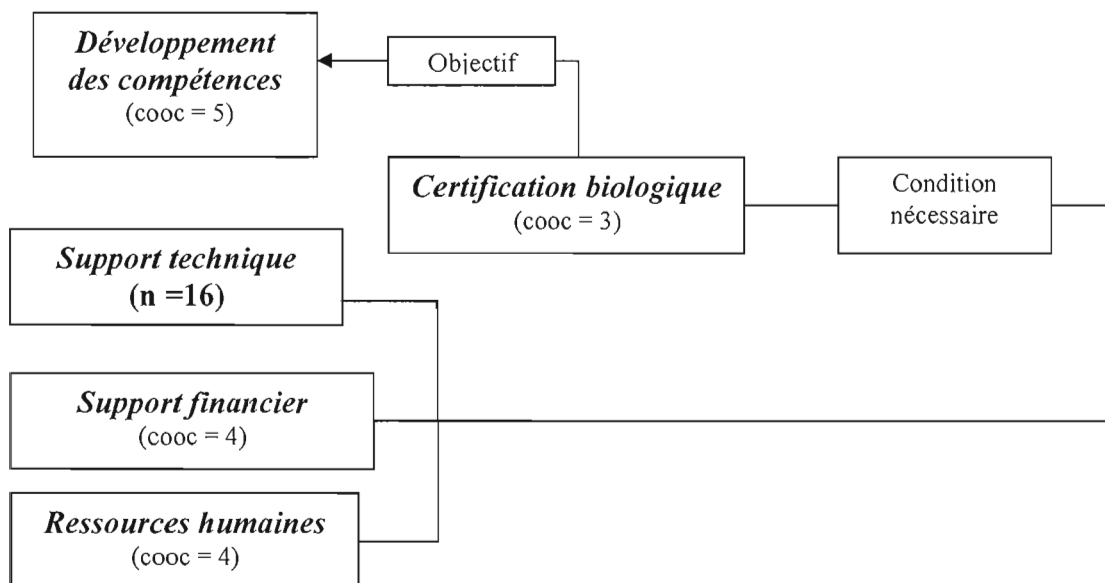 Développement
des compétences
(cooc = 5)
Objectif
Certification biologique
(cooc = 3)
Condition
nécessaire
Support technique
(n =16)
Support financier
(cooc = 4)
Ressources humaines
(cooc = 4)